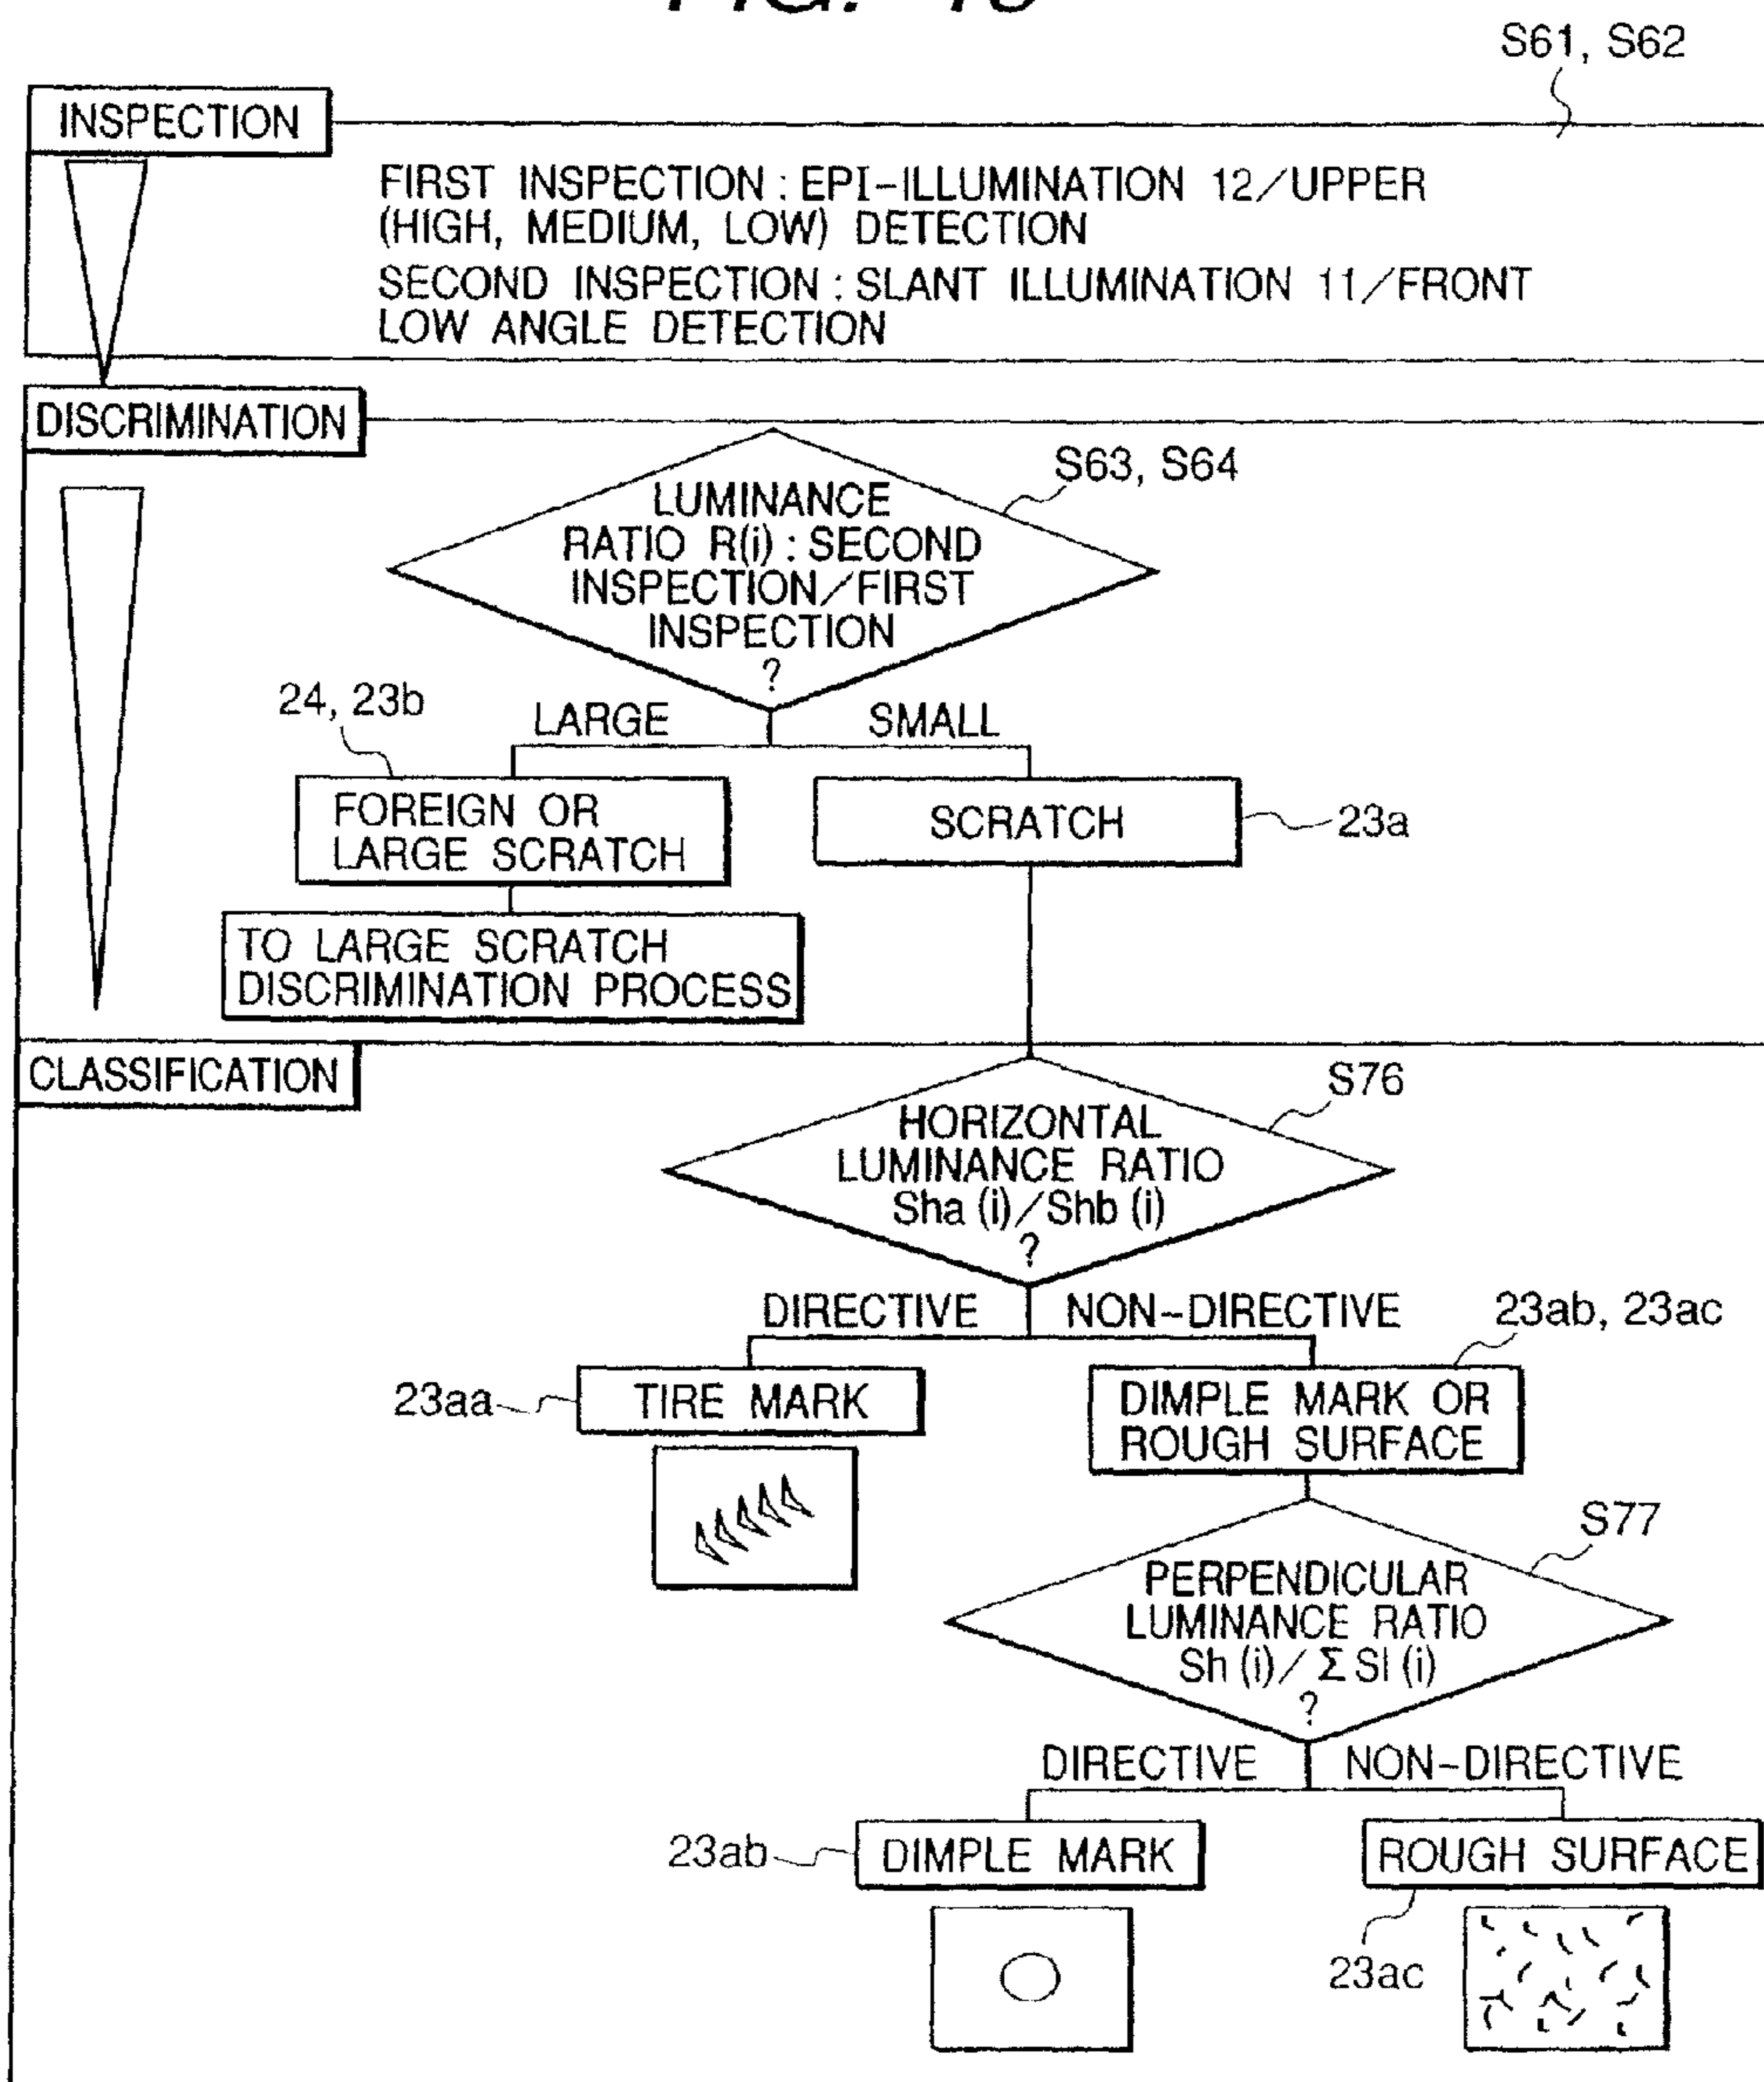 S61, S62
INSPECTION
FIRST INSPECTION : EPI-ILLUMINATION 12/UPPER
(HIGH, MEDIUM, LOW) DETECTION
SECOND INSPECTION : SLANT ILLUMINATION 11/FRONT
LOW ANGLE DETECTION
DISCRIMINATION
S63, S64
LUMINANCE
RATIO R(i) : SECOND
INSPECTION/FIRST
INSPECTION
?
24, 23b
LARGE
SMALL
FOREIGN OR
LARGE SCRATCH
SCRATCH
23a
TO LARGE SCRATCH
DISCRIMINATION PROCESS
CLASSIFICATION
S76
HORIZONTAL
LUMINANCE RATIO
Sha (i)/Shb (i)
?
DIRECTIVE
NON-DIRECTIVE
23ab, 23ac
23aa
TIRE MARK
DIMPLE MARK OR
ROUGH SURFACE
S77
PERPENDICULAR
LUMINANCE RATIO
Sh (i)/ Σ Sl (i)
?
DIRECTIVE
NON-DIRECTIVE
23ab
DIMPLE MARK
ROUGH SURFACE
23ac